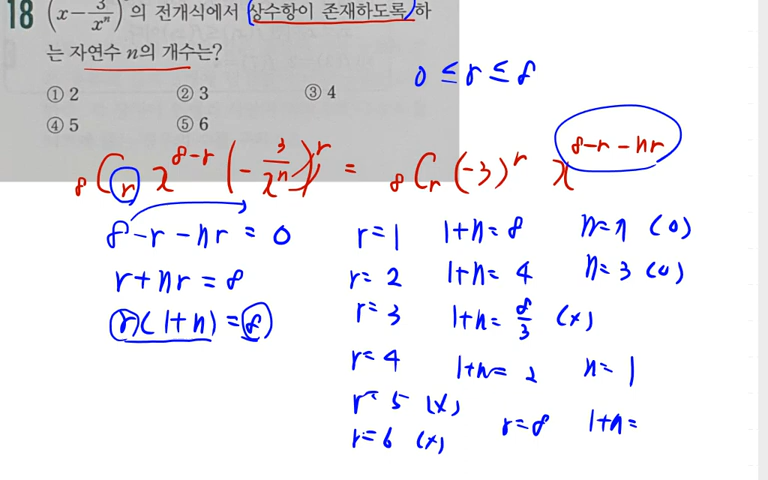 18 (x - 3/xⁿ) 의 전개식에서 상수항이 존재하도록 하
는 자연수 n의 개수는?
① 2 ② 3 ③ 4
④ 5 ⑤ 6
0 ≤ r ≤ 8
₈Cᵣ x^(8-r) (-3/xⁿ)^r = ₈Cᵣ (-3)^r x^(8-r-nr)
8-r-nr = 0
r+nr = 8
r(1+n) = 8
r=1 1+n=8 n=7 (o)
r=2 1+n=4 n=3 (o)
r=3 1+n=8/3 (x)
r=4 1+n=2 n=1
r=5 (x)
r=6 (x) r=8 1+n=